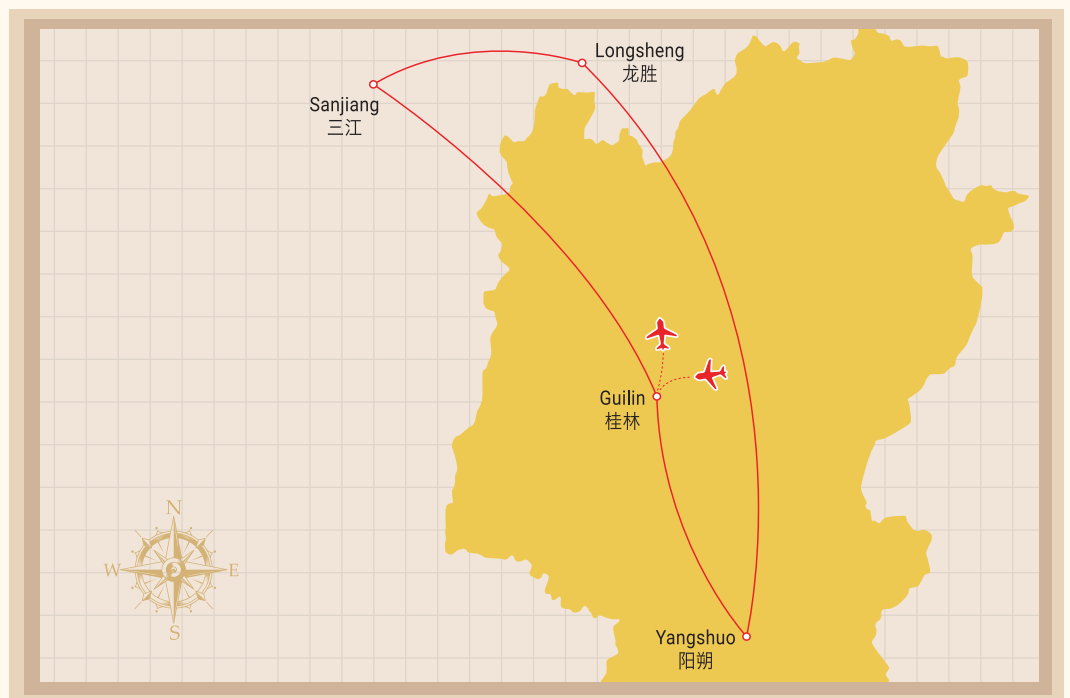 Longsheng
龙胜
Sanjiang
三江
Guilin
桂林
N
W
E
S
Yangshuo
阳朔